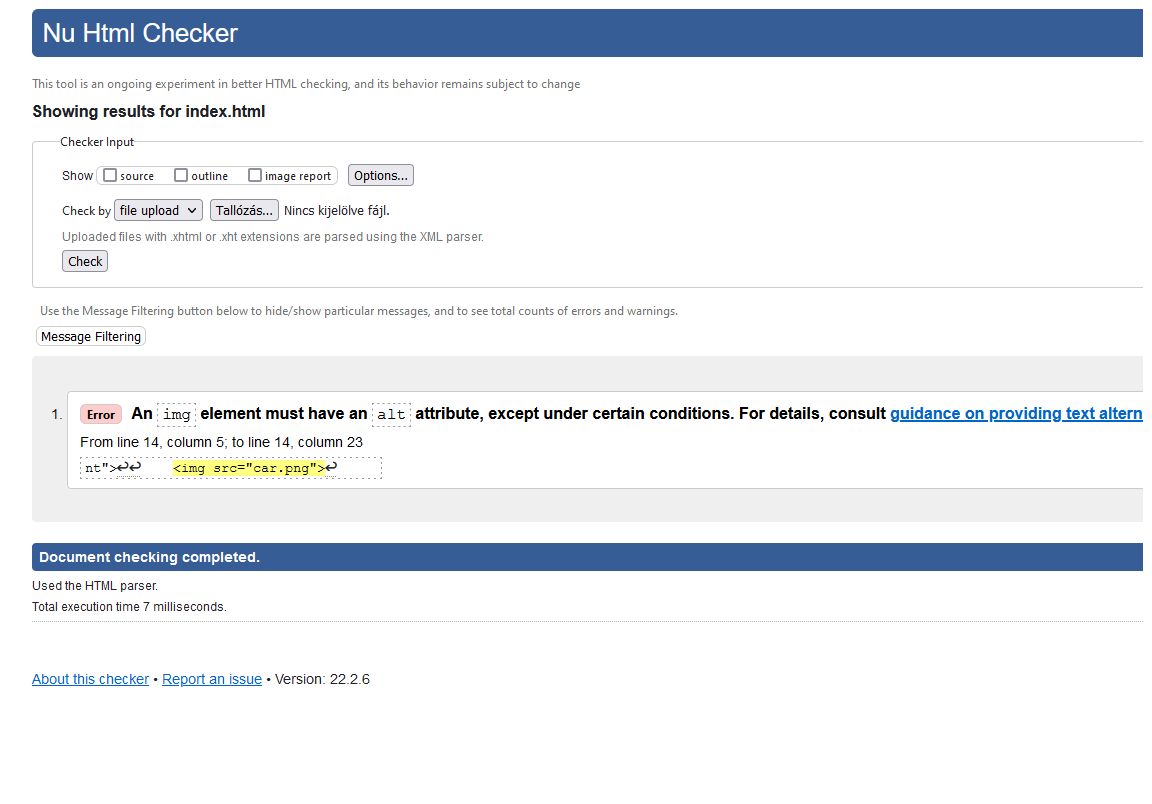 Nu Html Checker
This tool is an ongoing experiment in better HTML checking, and its behavior remains subject to change
Showing results for index.html
Checker Input
Show source outline image report Options...
Check by file upload Tallózás... Nincs kijelölve fájl.
Uploaded files with .xhtml or .xht extensions are parsed using the XML parser.
Check
Use the Message Filtering button below to hide/show particular messages, and to see total counts of errors and warnings.
Message Filtering
1. Error An img element must have an alt attribute, except under certain conditions. For details, consult guidance on providing text altern
From line 14, column 5; to line 14, column 23
nt">↩↩ <img src="car.png">↩
Document checking completed.
Used the HTML parser.
Total execution time 7 milliseconds.
About this checker • Report an issue • Version: 22.2.6